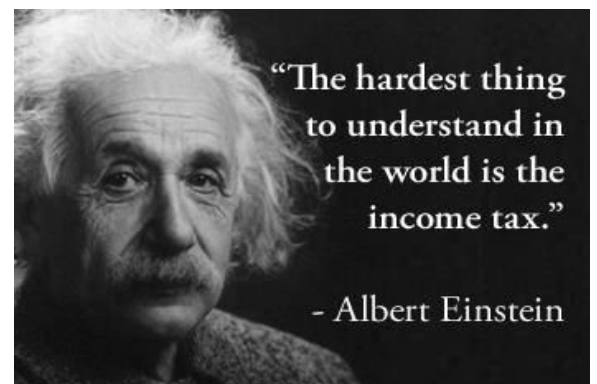 “The hardest thing
to understand in
the world is the
income tax.”
- Albert Einstein